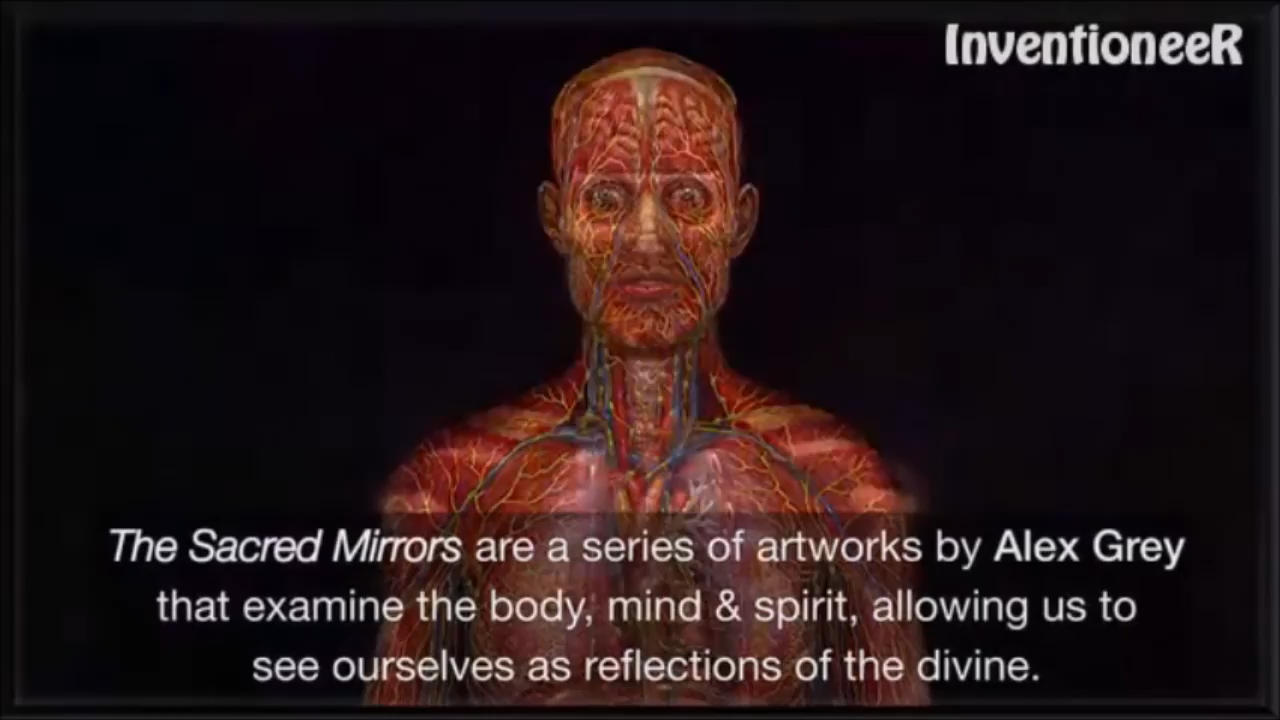 InventioneeR
The Sacred Mirrors are a series of artworks by Alex Grey
that examine the body, mind & spirit, allowing us to
see ourselves as reflections of the divine.